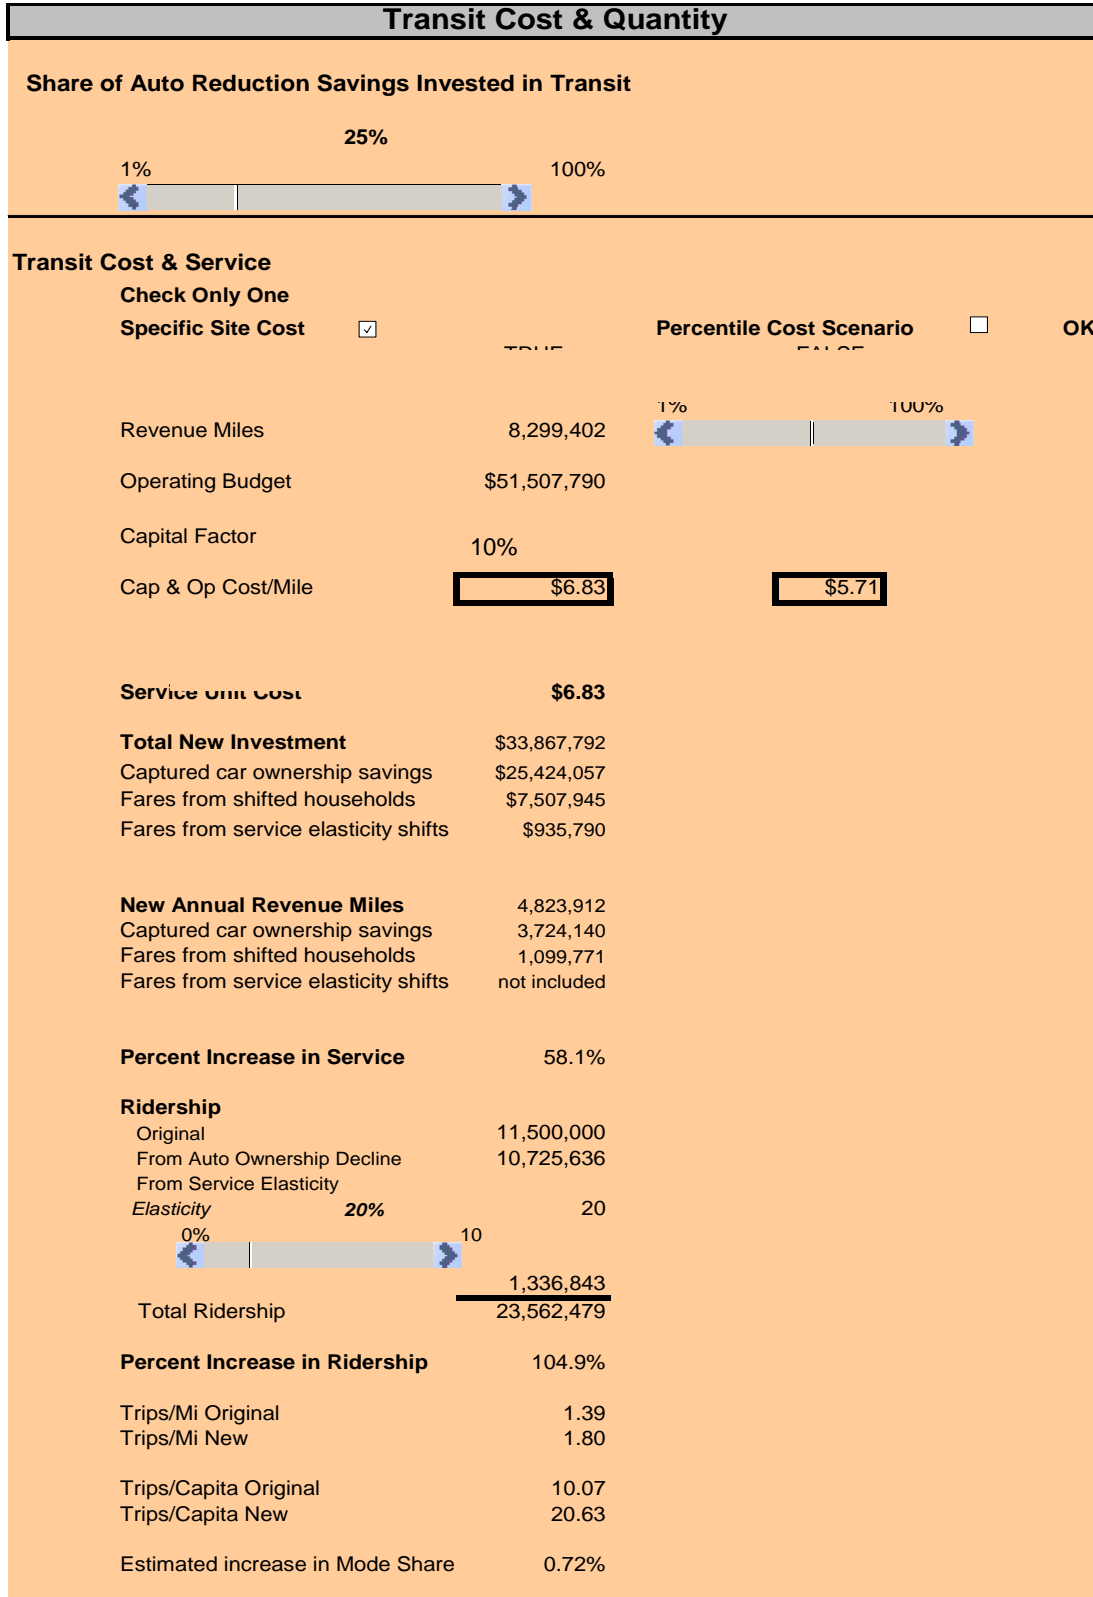 Transit Cost & Quantity
Share of Auto Reduction Savings Invested in Transit
25%
1% 100%
Transit Cost & Service
Check Only One
Specific Site Cost Percentile Cost Scenario OK
TRUE FALSE
1% 100%
Revenue Miles 8,299,402
Operating Budget $51,507,790
Capital Factor 10%
Cap & Op Cost/Mile $6.83 $5.71
Service Unit Cost $6.83
Total New Investment $33,867,792
Captured car ownership savings $25,424,057
Fares from shifted households $7,507,945
Fares from service elasticity shifts $935,790
New Annual Revenue Miles 4,823,912
Captured car ownership savings 3,724,140
Fares from shifted households 1,099,771
Fares from service elasticity shifts not included
Percent Increase in Service 58.1%
Ridership
Original 11,500,000
From Auto Ownership Decline 10,725,636
From Service Elasticity
Elasticity 20% 20
0% 10
1,336,843
Total Ridership 23,562,479
Percent Increase in Ridership 104.9%
Trips/Mi Original 1.39
Trips/Mi New 1.80
Trips/Capita Original 10.07
Trips/Capita New 20.63
Estimated increase in Mode Share 0.72%